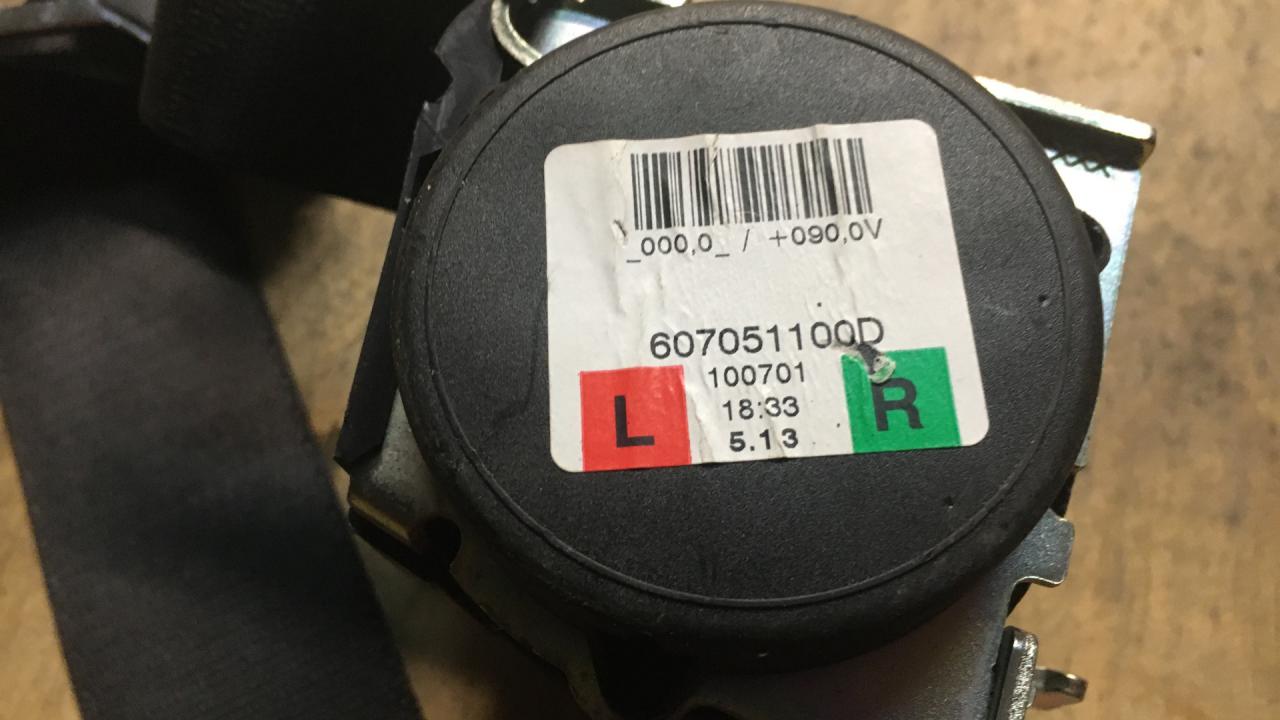 _000,0_ / +090,0V
607051100D
100701
L
R
18:33
5.13